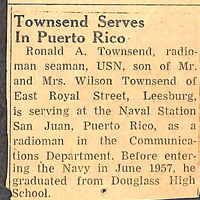 Townsend Serves
In Puerto Rico
Ronald A. Townsend, radio-
man seaman, USN, son of Mr.
and Mrs. Wilson Townsend of
East Royal Street, Leesburg,
is serving at the Naval Station
San Juan, Puerto Rico, as a
radioman in the Communica-
tions Department. Before enter-
ing the Navy in June 1957, he
graduated from Douglass High
School.